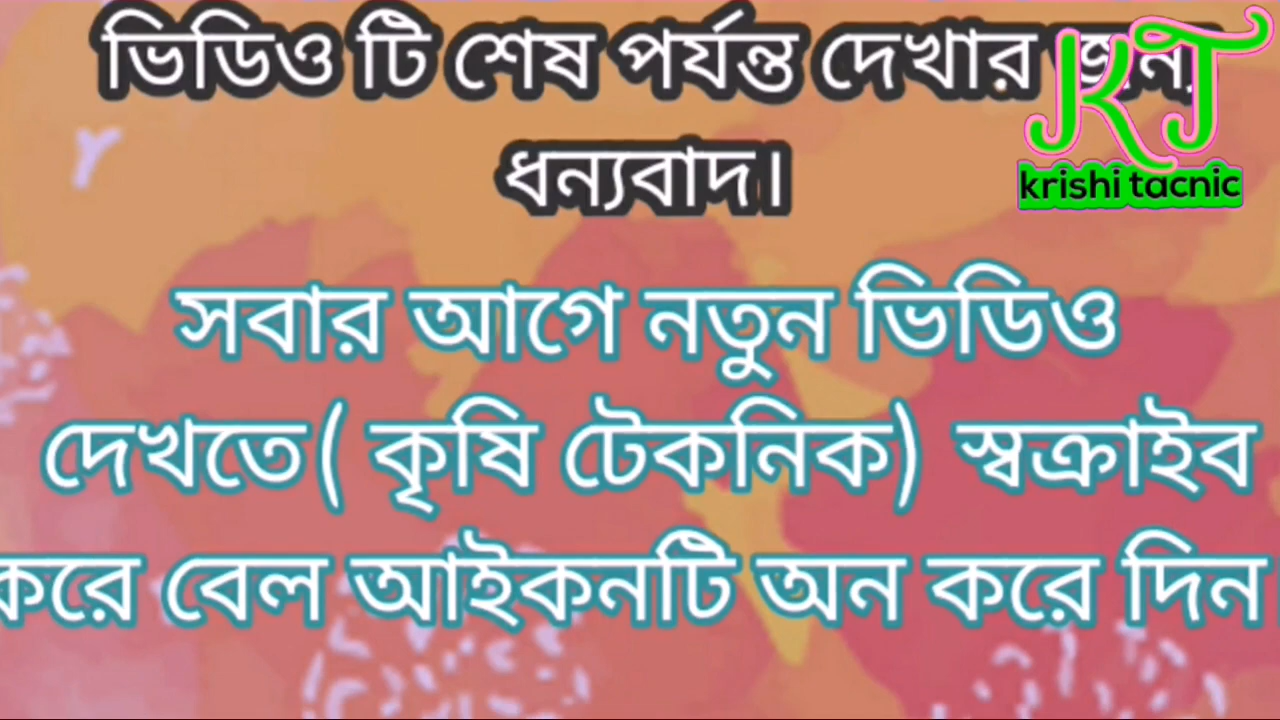 ভিডিও টি শেষ পর্যন্ত দেখার জন্য
ধন্যবাদ।
KT
krishi tacnic
সবার আগে নতুন ভিডিও
দেখতে( কৃষি টেকনিক) স্বক্রাইব
করে বেল আইকনটি অন করে দিন